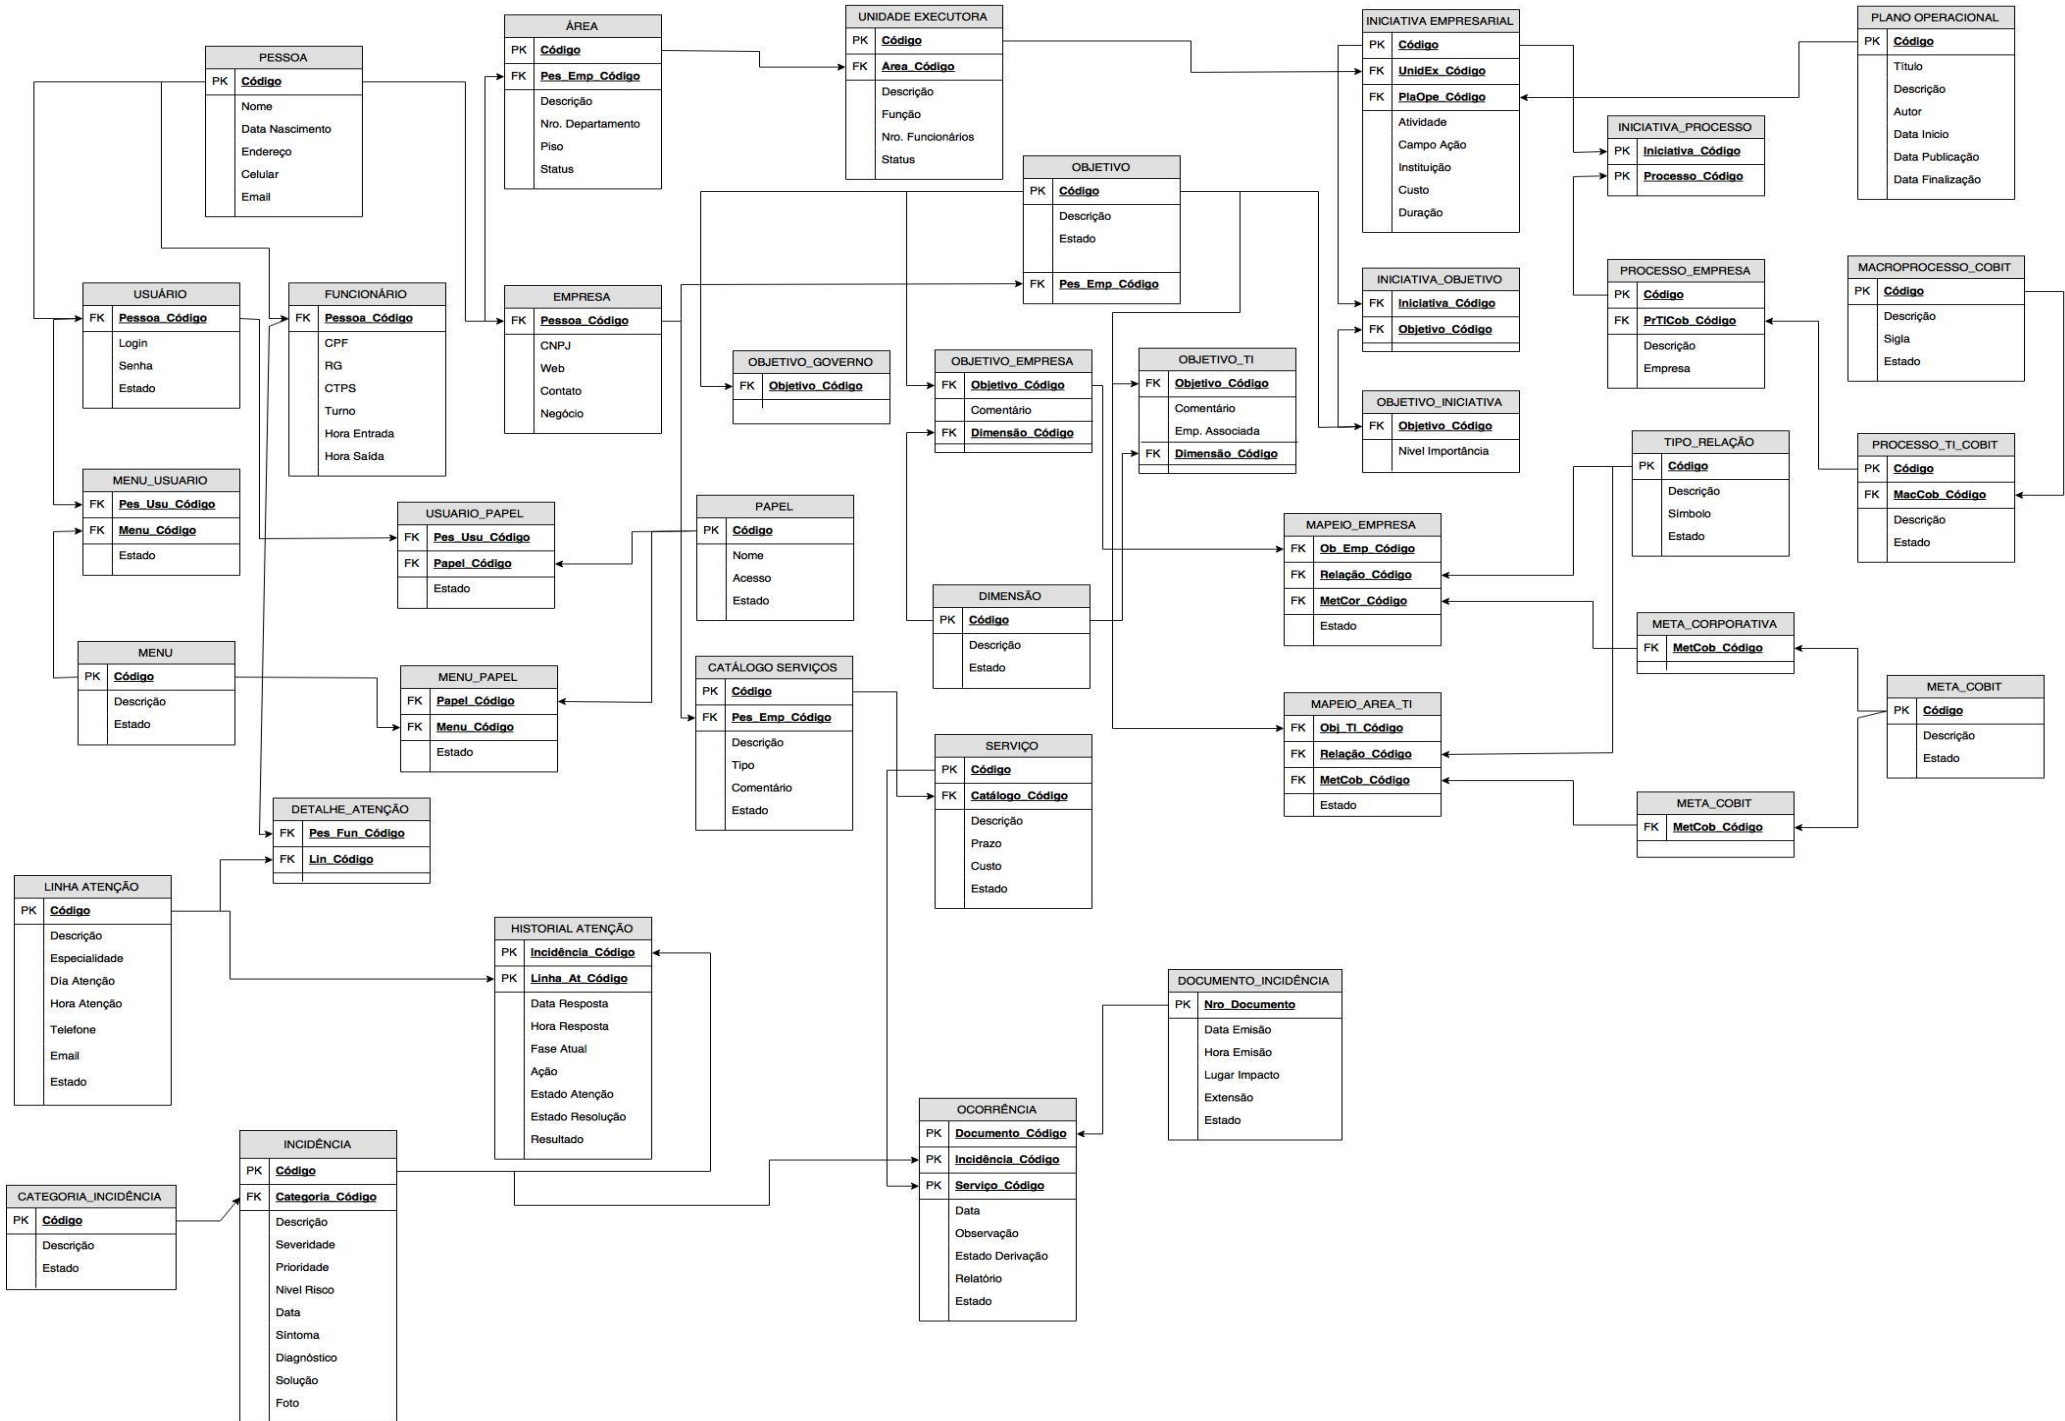 PESSOA
PK Código
Nome
Data Nascimento
Endereço
Celular
Email
ÁREA
PK Código
FK Pes_Emp_Código
Descrição
Nro. Departamento
Piso
Status
UNIDADE EXECUTORA
PK Código
FK Area_Código
Descrição
Função
Nro. Funcionários
Status
INICIATIVA EMPRESARIAL
PK Código
FK UnidEx_Código
FK PlaOpe_Código
Atividade
Campo Ação
Instituição
Custo
Duração
PLANO OPERACIONAL
PK Código
Título
Descrição
Autor
Data Inicio
Data Publicação
Data Finalização
INICIATIVA_PROCESSO
PK Iniciativa_Código
PK Processo_Código
OBJETIVO
PK Código
Descrição
Estado
FK Pes_Emp_Código
USUÁRIO
FK Pessoa_Código
Login
Senha
Estado
FUNCIONÁRIO
FK Pessoa_Código
CPF
RG
CTPS
Turno
Hora Entrada
Hora Saída
EMPRESA
FK Pessoa_Código
CNPJ
Web
Contato
Negócio
INICIATIVA_OBJETIVO
FK Iniciativa_Código
FK Objetivo_Código
PROCESSO_EMPRESA
PK Código
FK PrTICob_Código
Descrição
Empresa
MACROPROCESSO_COBIT
PK Código
Descrição
Sigla
Estado
OBJETIVO_GOVERNO
FK Objetivo_Código
OBJETIVO_EMPRESA
FK Objetivo_Código
Comentário
FK Dimensão_Código
OBJETIVO_TI
FK Objetivo_Código
Comentário
Emp. Associada
FK Dimensão_Código
OBJETIVO_INICIATIVA
FK Objetivo_Código
Nivel Importância
TIPO_RELAÇÃO
PK Código
Descrição
Símbolo
Estado
PROCESSO_TI_COBIT
PK Código
FK MacCob_Código
Descrição
Estado
MENU_USUARIO
FK Pes_Usu_Código
FK Menu_Código
Estado
USUARIO_PAPEL
FK Pes_Usu_Código
FK Papel_Código
Estado
PAPEL
PK Código
Nome
Acesso
Estado
MAPEIO_EMPRESA
FK Ob_Emp_Código
FK Relação_Código
FK MetCor_Código
Estado
DIMENSÃO
PK Código
Descrição
Estado
META_CORPORATIVA
FK MetCob_Código
MENU
PK Código
Descrição
Estado
MENU_PAPEL
FK Papel_Código
FK Menu_Código
Estado
CATÁLOGO SERVIÇOS
PK Código
FK Pes_Emp_Código
Descrição
Tipo
Comentário
Estado
META_COBIT
PK Código
Descrição
Estado
MAPEIO_AREA_TI
FK Obj_TI_Código
FK Relação_Código
FK MetCob_Código
Estado
SERVIÇO
PK Código
FK Catálogo_Código
Descrição
Prazo
Custo
Estado
META_COBIT
FK MetCob_Código
DETALHE_ATENÇÃO
FK Pes_Fun_Código
FK Lin_Código
LINHA ATENÇÃO
PK Código
Descrição
Especialidade
Día Atenção
Hora Atenção
Telefone
Email
Estado
HISTORIAL ATENÇÃO
PK Incidência_Código
PK Linha_At_Código
Data Resposta
Hora Resposta
Fase Atual
Ação
Estado Atenção
Estado Resolução
Resultado
DOCUMENTO_INCIDÊNCIA
PK Nro_Documento
Data Emisão
Hora Emisão
Lugar Impacto
Extensão
Estado
OCORRÊNCIA
PK Documento_Código
PK Incidência_Código
PK Serviço_Código
Data
Observação
Estado Derivação
Relatório
Estado
INCIDÊNCIA
PK Código
FK Categoria_Código
Descrição
Severidade
Prioridade
Nivel Risco
Data
Síntoma
Diagnóstico
Solução
Foto
CATEGORIA_INCIDÊNCIA
PK Código
Descrição
Estado